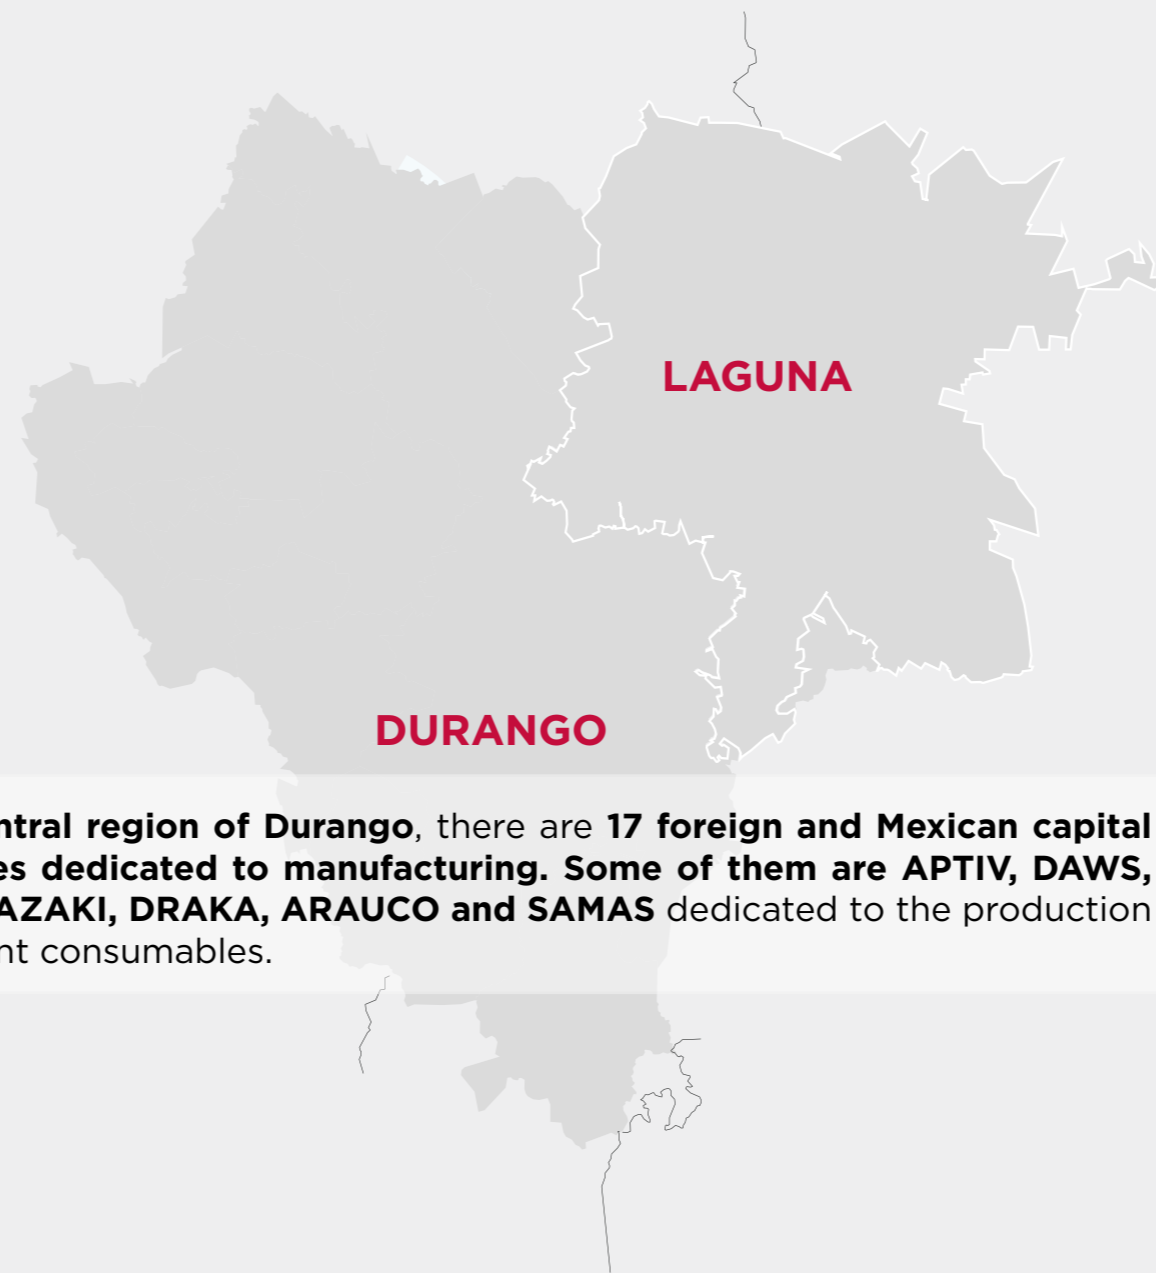 LAGUNA
DURANGO
ntral region of Durango, there are 17 foreign and Mexican capital
es dedicated to manufacturing. Some of them are APTIV, DAWS,
AZAKI, DRAKA, ARAUCO and SAMAS dedicated to the production
nt consumables.